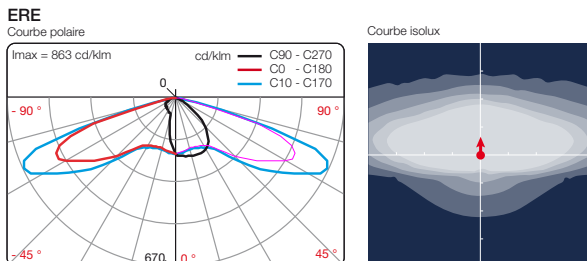 ERE
Courbe polaire
Imax = 863 cd/klm
cd/klm
C90 - C270
C0 - C180
C10 - C170
0
- 90 °
90 °
- 45 °
670
0 °
45 °
Courbe isolux